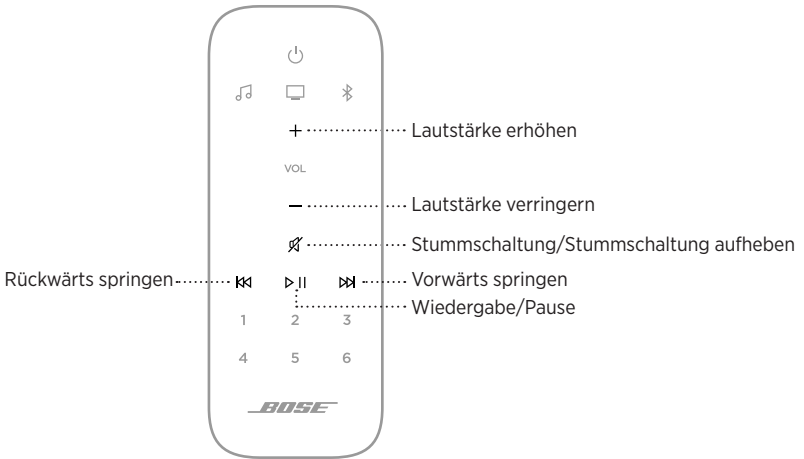 Lautstärke erhöhen
VOL
Lautstärke verringern
Stummschaltung/Stummschaltung aufheben
Rückwärts springen
Vorwärts springen
Wiedergabe/Pause
1 2 3
4 5 6
BOSE